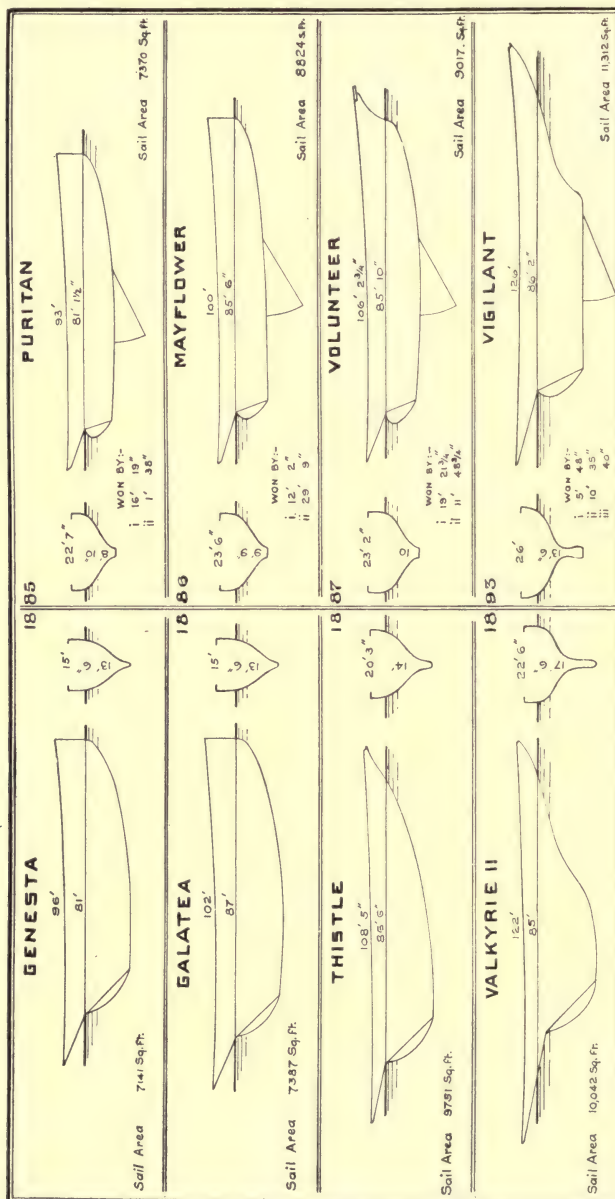 GENESTA
1885
PURITAN
96'
81'
15'
13' 6"
22' 7"
8' 10"
93'
81' 1½"
WON BY:-
i 16' 19"
ii 1' 38"
Sail Area 7141 Sq.Ft.
Sail Area 7370 Sq.Ft.
GALATEA
1886
MAYFLOWER
102'
87'
15'
13' 6"
23' 6"
9' 9"
100'
85' 6"
WON BY:-
i 12' 2"
ii 29' 9"
Sail Area 7387 Sq.Ft.
Sail Area 8824 S.Ft.
THISTLE
1887
VOLUNTEER
108' 5"
86' 6"
20' 3"
14'
23' 2"
10'
106' 2¾"
85' 10"
WON BY:-
i 19' 21¾"
ii 11' 48¾"
Sail Area 9751 Sq.Ft.
Sail Area 9017. Sq.Ft
VALKYRIE II
1893
VIGILANT
122'
85'
22' 6"
17' 6"
26'
13' 6"
126'
86' 2"
WON BY:-
i 5' 48"
ii 10' 35"
iii 40"
Sail Area 10,042 Sq.Ft.
Sail Area 11,312 Sq.Ft